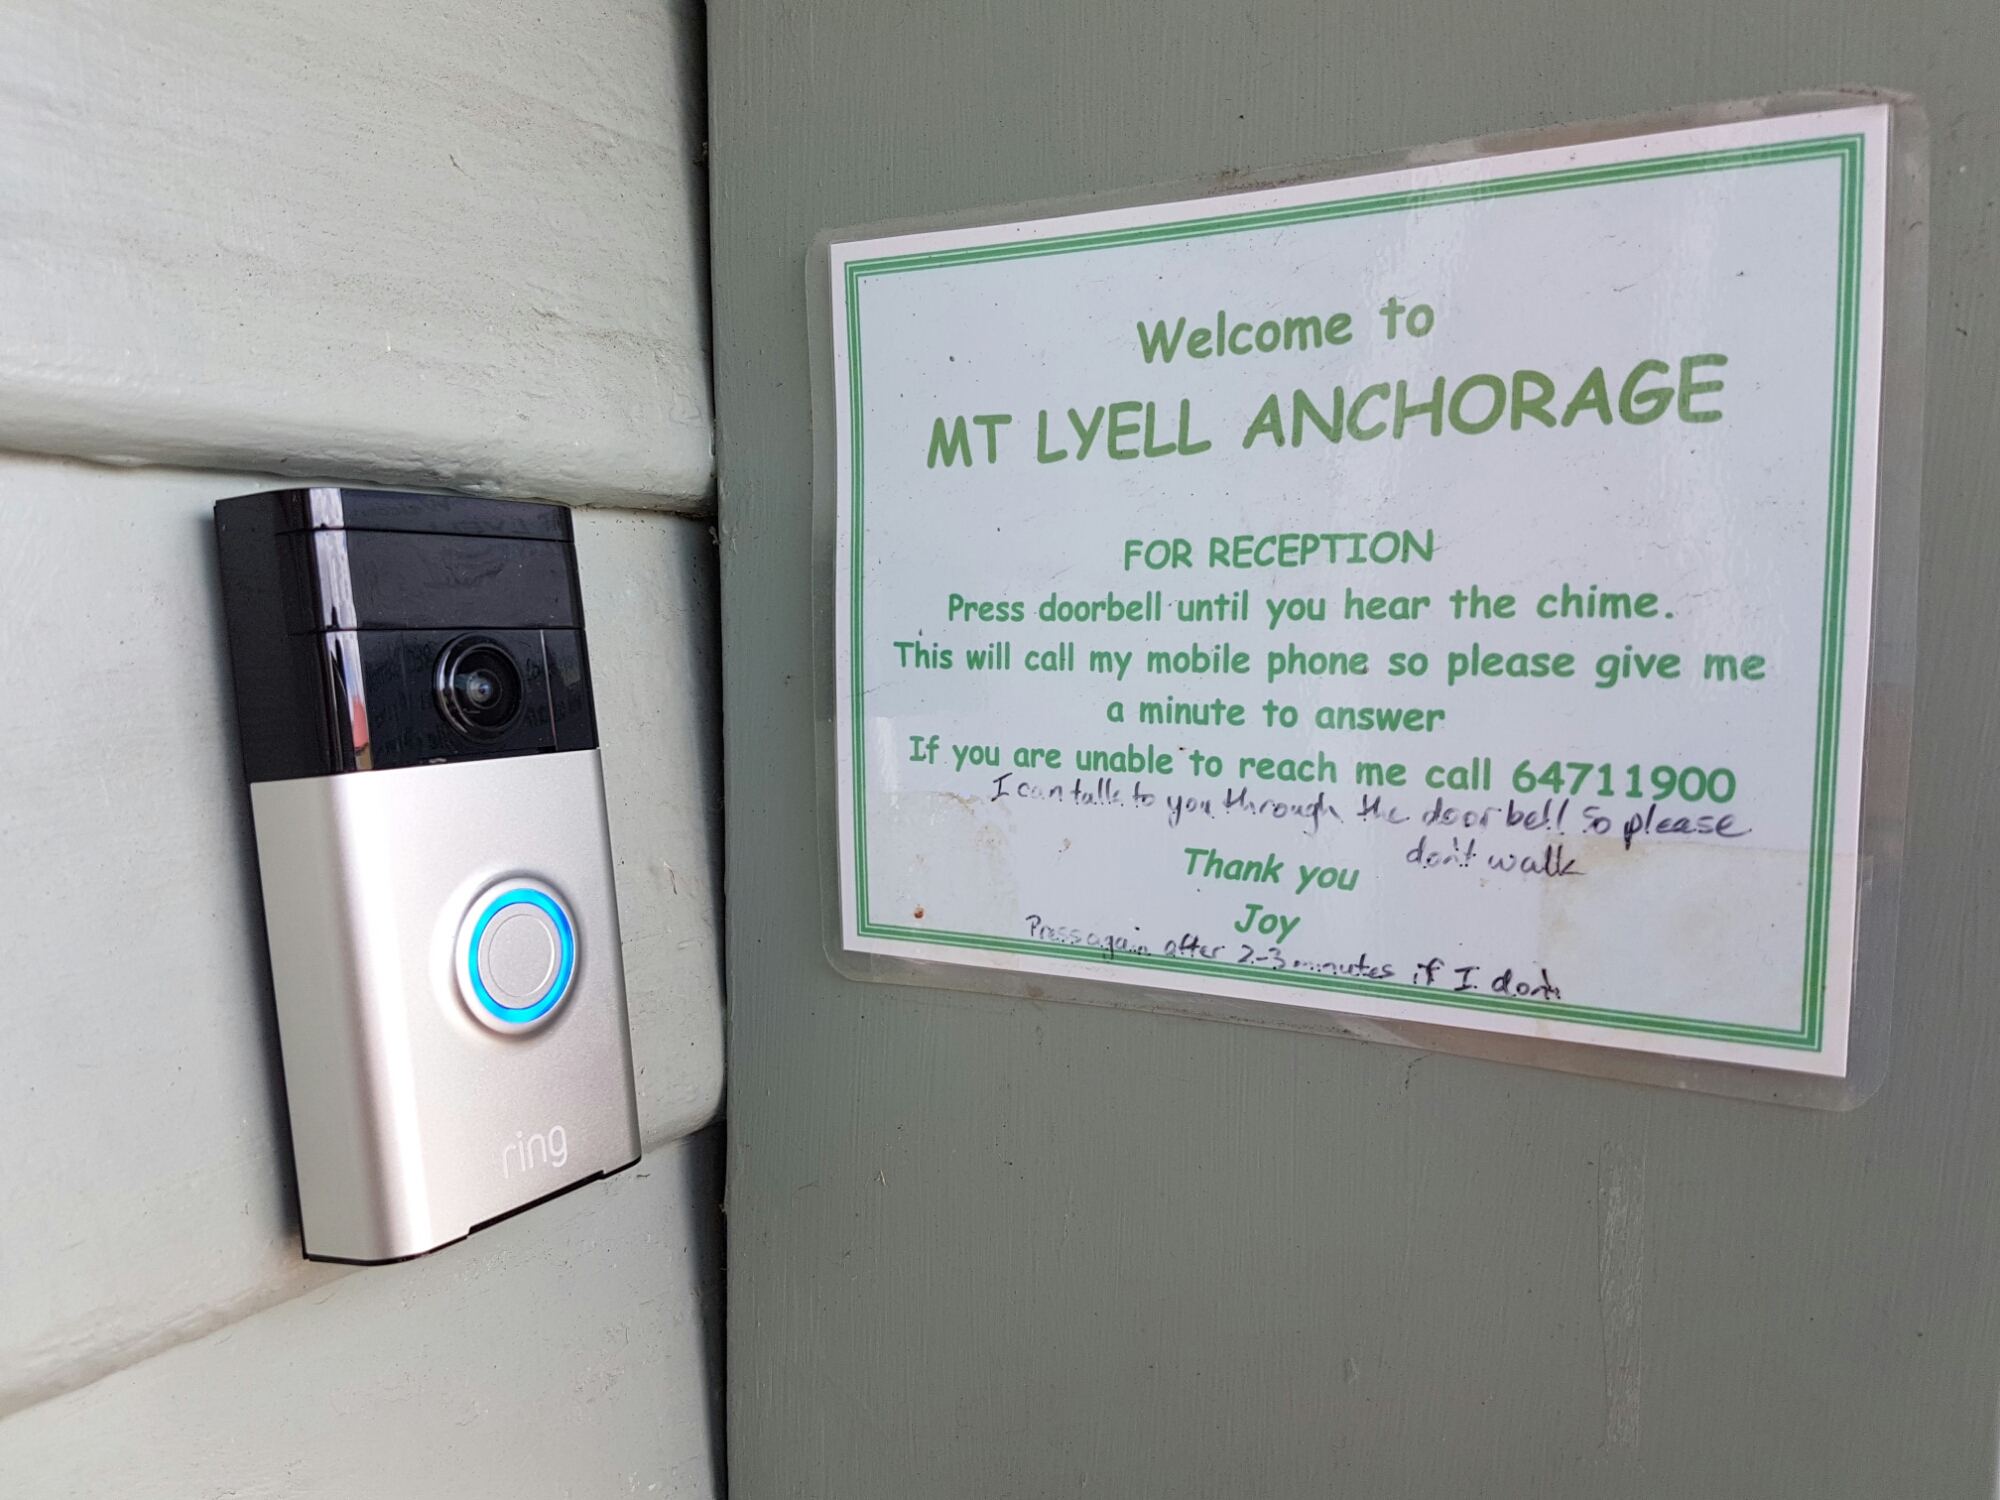 Welcome to
MT LYELL ANCHORAGE
FOR RECEPTION
Press doorbell until you hear the chime.
This will call my mobile phone so please give me
a minute to answer
If you are unable to reach me call 64711900
I can talk to you through the doorbell so please
don't walk
Thank you
Joy
Press again after 2-3 minutes if I don't
ring